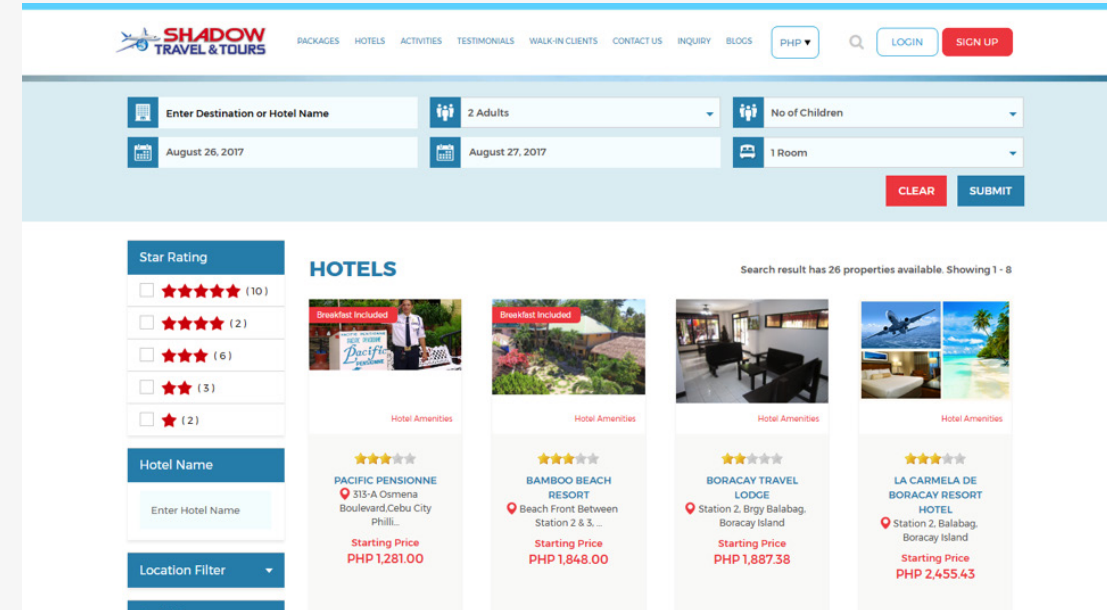 SHADOW
TRAVEL & TOURS
PACKAGES HOTELS ACTIVITIES TESTIMONIALS WALK-IN CLIENTS CONTACT US INQUIRY BLOGS PHP LOGIN SIGN UP
Enter Destination or Hotel Name 2 Adults No of Children
August 26, 2017 August 27, 2017 1 Room
CLEAR SUBMIT
Star Rating
(10)
(2)
(6)
(3)
(2)
Hotel Name
Enter Hotel Name
Location Filter
HOTELS
Search result has 26 properties available. Showing 1 - 8
Breakfast Included
Pacific
PENSIONNE
Hotel Amenities
PACIFIC PENSIONNE
313-A Osmena
Boulevard,Cebu City
Philli...
Starting Price
PHP 1,281.00
Breakfast Included
Hotel Amenities
BAMBOO BEACH
RESORT
Beach Front Between
Station 2 & 3, ...
Starting Price
PHP 1,848.00
Hotel Amenities
BORACAY TRAVEL
LODGE
Station 2, Brgy Balabag,
Boracay Island
Starting Price
PHP 1,887.38
Hotel Amenities
LA CARMELA DE
BORACAY RESORT
HOTEL
Station 2, Balabag,
Boracay Island
Starting Price
PHP 2,455.43